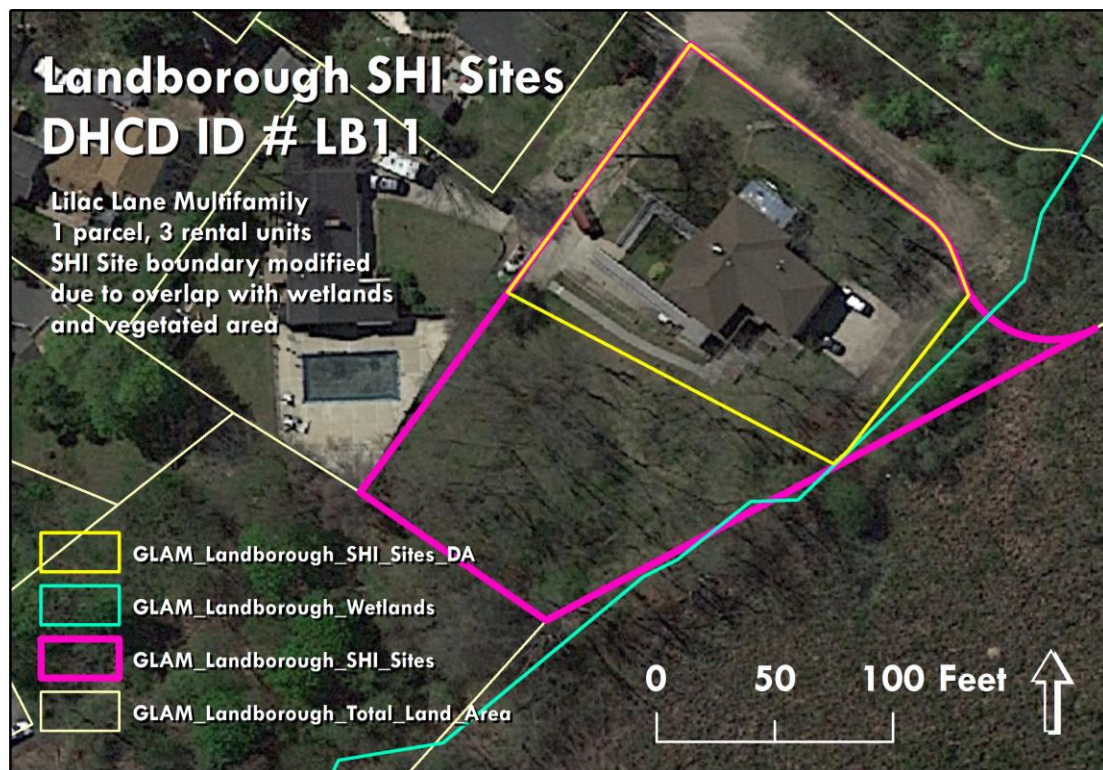 Landborough SHI Sites
DHCD ID # LB11
Lilac Lane Multifamily
1 parcel, 3 rental units
SHI Site boundary modified
due to overlap with wetlands
and vegetated area
GLAM_Landborough_SHI_Sites_DA
GLAM_Landborough_Wetlands
GLAM_Landborough_SHI_Sites
GLAM_Landborough_Total_Land_Area
0 50 100 Feet